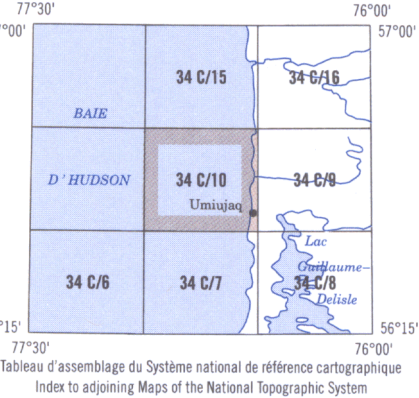 77°30' 76°00'
°00' 57°00'
34 C/15 34 C/16
BAIE
D'HUDSON 34 C/10 34 C/9
Umiujaq
Lac
Guillaume-
34 C/6 34 C/7 34 C/8
Delisle
°15' 56°15'
77°30' 76°00'
Tableau d'assemblage du Système national de référence cartographique
Index to adjoining Maps of the National Topographic System